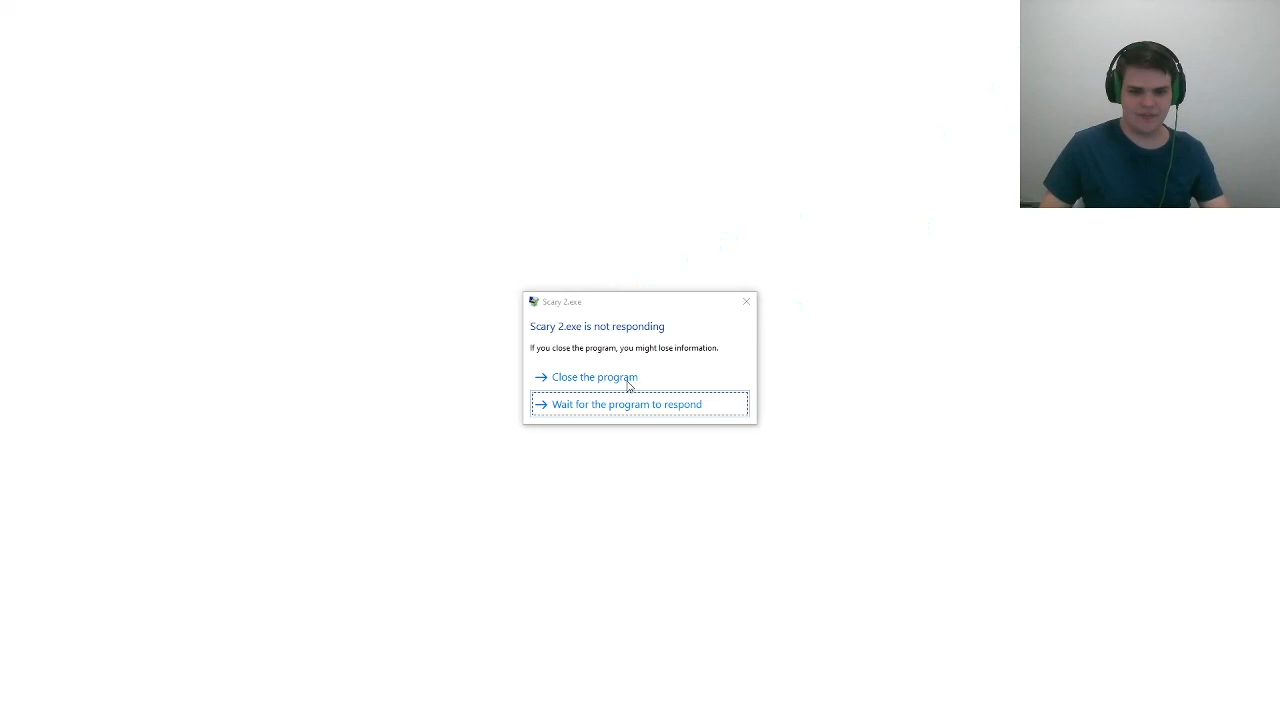 Scary 2.exe
Scary 2.exe is not responding
If you close the program, you might lose information.
Close the program
Wait for the program to respond